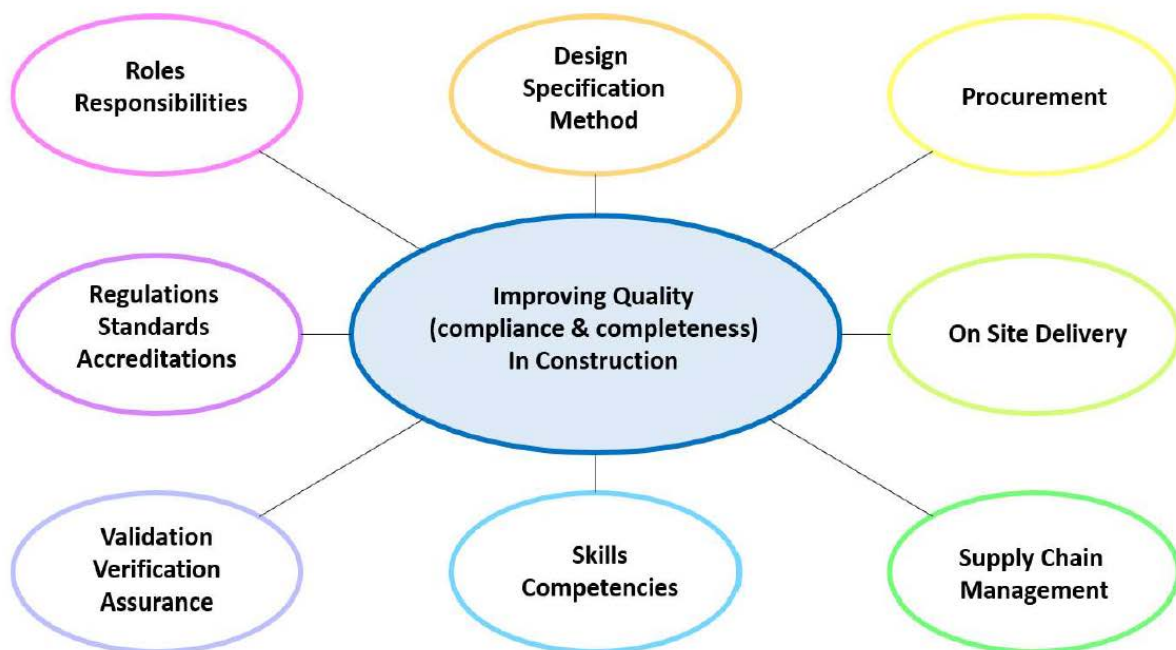 Roles
Responsibilities
Design
Specification
Method
Procurement
Regulations
Standards
Accreditations
Improving Quality
(compliance & completeness)
In Construction
On Site Delivery
Validation
Verification
Assurance
Skills
Competencies
Supply Chain
Management